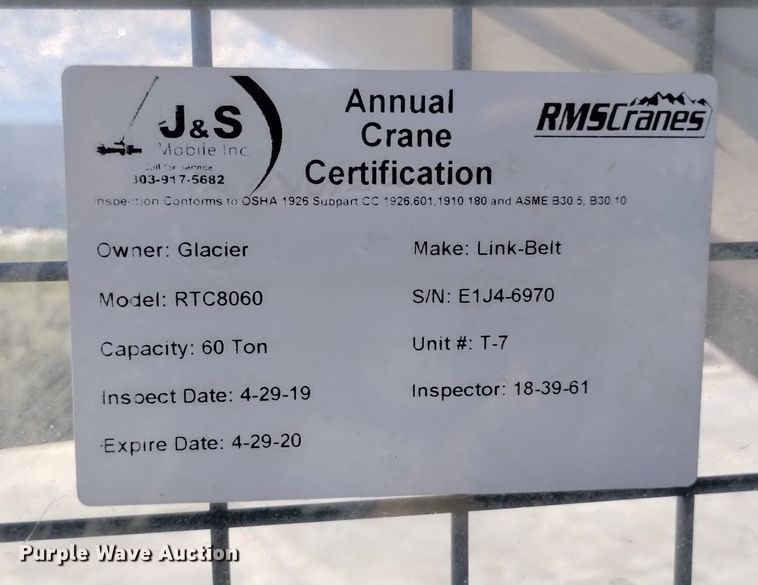 J&S
Mobile Inc.
Call for service
303-917-5682
Annual
Crane
Certification
RMSCranes
Inspection Conforms to OSHA 1926 Subpart CC 1926.601,1910.180 and ASME B30.5, B30.10
Owner: Glacier
Make: Link-Belt
Model: RTC8060
S/N: E1J4-6970
Capacity: 60 Ton
Unit #: T-7
Inspect Date: 4-29-19
Inspector: 18-39-61
Expire Date: 4-29-20
Purple Wave Auction